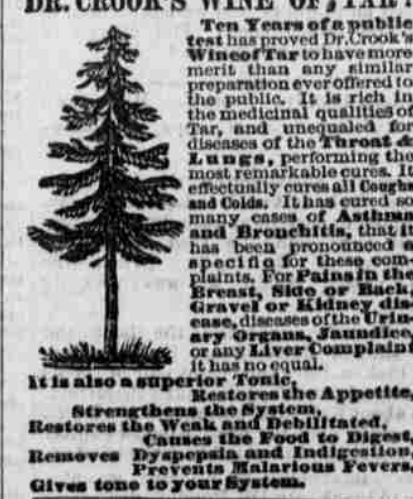 DR. CROOK'S WINE OF TAR!
Ten Years of a public
test has proved Dr. Crook's
Wine of Tar to have more
merit than any similar
preparation ever offered to
the public. It is rich in
the medicinal qualities of
Tar, and unequaled for
diseases of the Throat &
Lungs, performing the
most remarkable cures. It
effectually cures all Coughs
and Colds. It has cured so
many cases of Asthma
and Bronchitis, that it
has been pronounced a
specific for these com-
plaints. For Pains in the
Breast, Side or Back,
Gravel or Kidney dis
ease, diseases of the Urin-
ary Organs, Jaundice,
or any Liver Complaint
it has no equal.
It is also a superior Tonic,
Restores the Appetite,
Strengthens the System,
Restores the Weak and Debilitated,
Causes the Food to Digest,
Removes Dyspepsia and Indigestion,
Prevents Malarious Fevers,
Gives tone to your System.